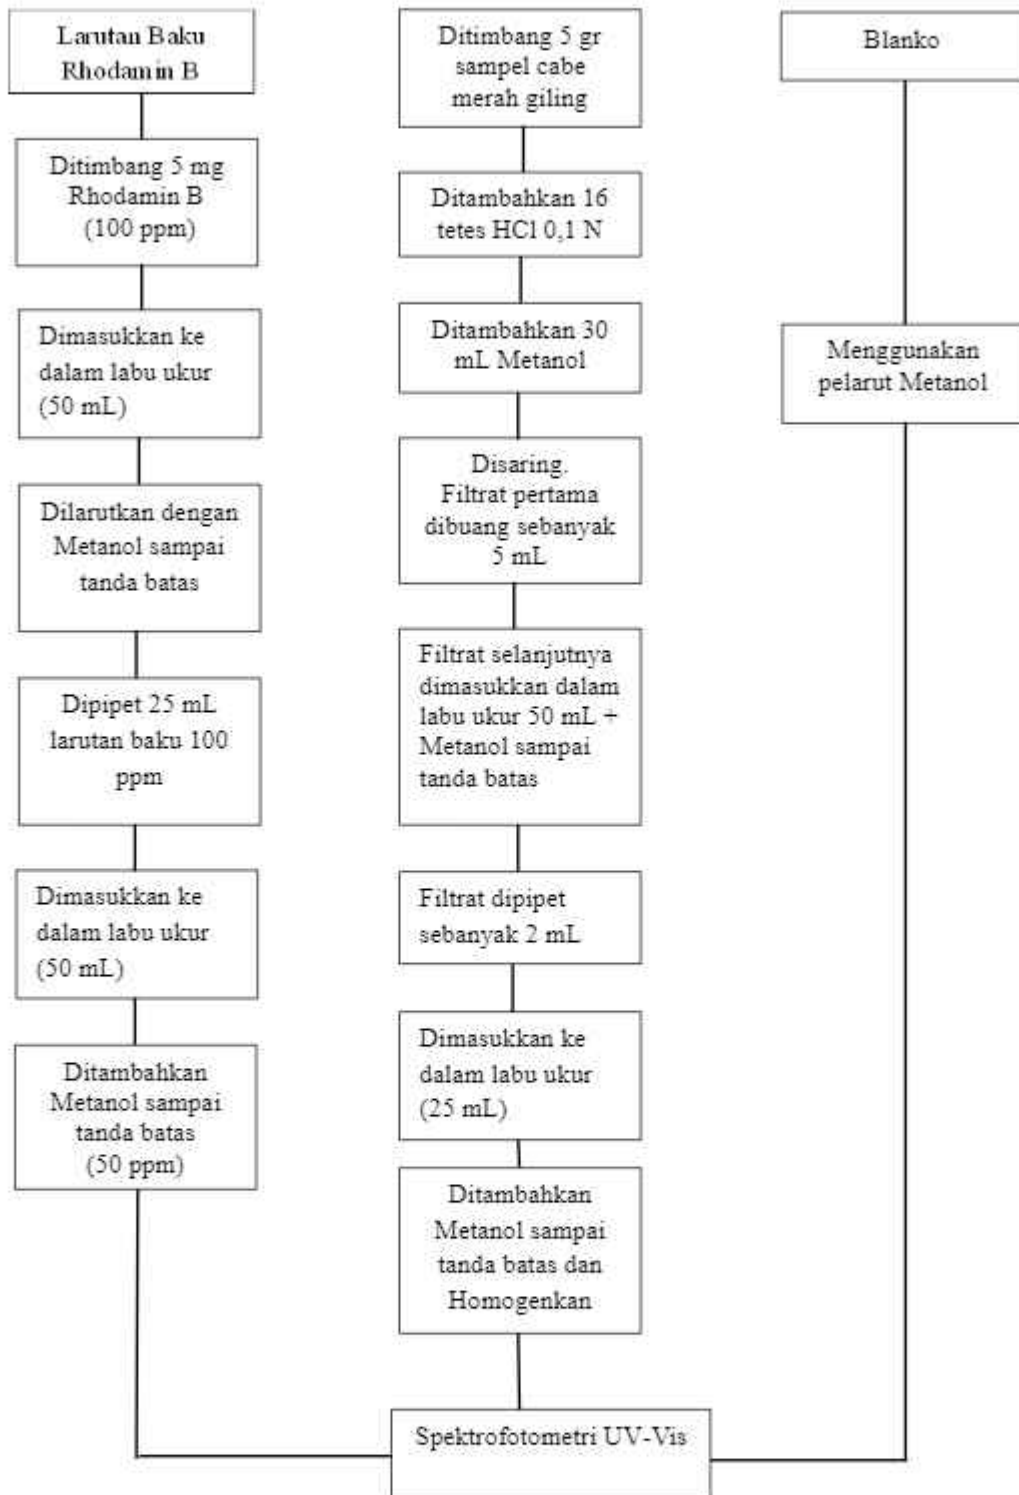 Larutan Baku
Rhodamin B
Ditimbang 5 mg
Rhodamin B
(100 ppm)
Dimasukkan ke
dalam labu ukur
(50 mL)
Dilarutkan dengan
Metanol sampai
tanda batas
Dipipet 25 mL
larutan baku 100
ppm
Dimasukkan ke
dalam labu ukur
(50 mL)
Ditambahkan
Metanol sampai
tanda batas
(50 ppm)
Ditimbang 5 gr
sampel cabe
merah giling
Ditambahkan 16
tetes HCl 0,1 N
Ditambahkan 30
mL Metanol
Disaring.
Filtrat pertama
dibuang sebanyak
5 mL
Filtrat selanjutnya
dimasukkan dalam
labu ukur 50 mL +
Metanol sampai
tanda batas
Filtrat dipipet
sebanyak 2 mL
Dimasukkan ke
dalam labu ukur
(25 mL)
Ditambahkan
Metanol sampai
tanda batas dan
Homogenkan
Blanko
Menggunakan
pelarut Metanol
Spektrofotometri UV-Vis